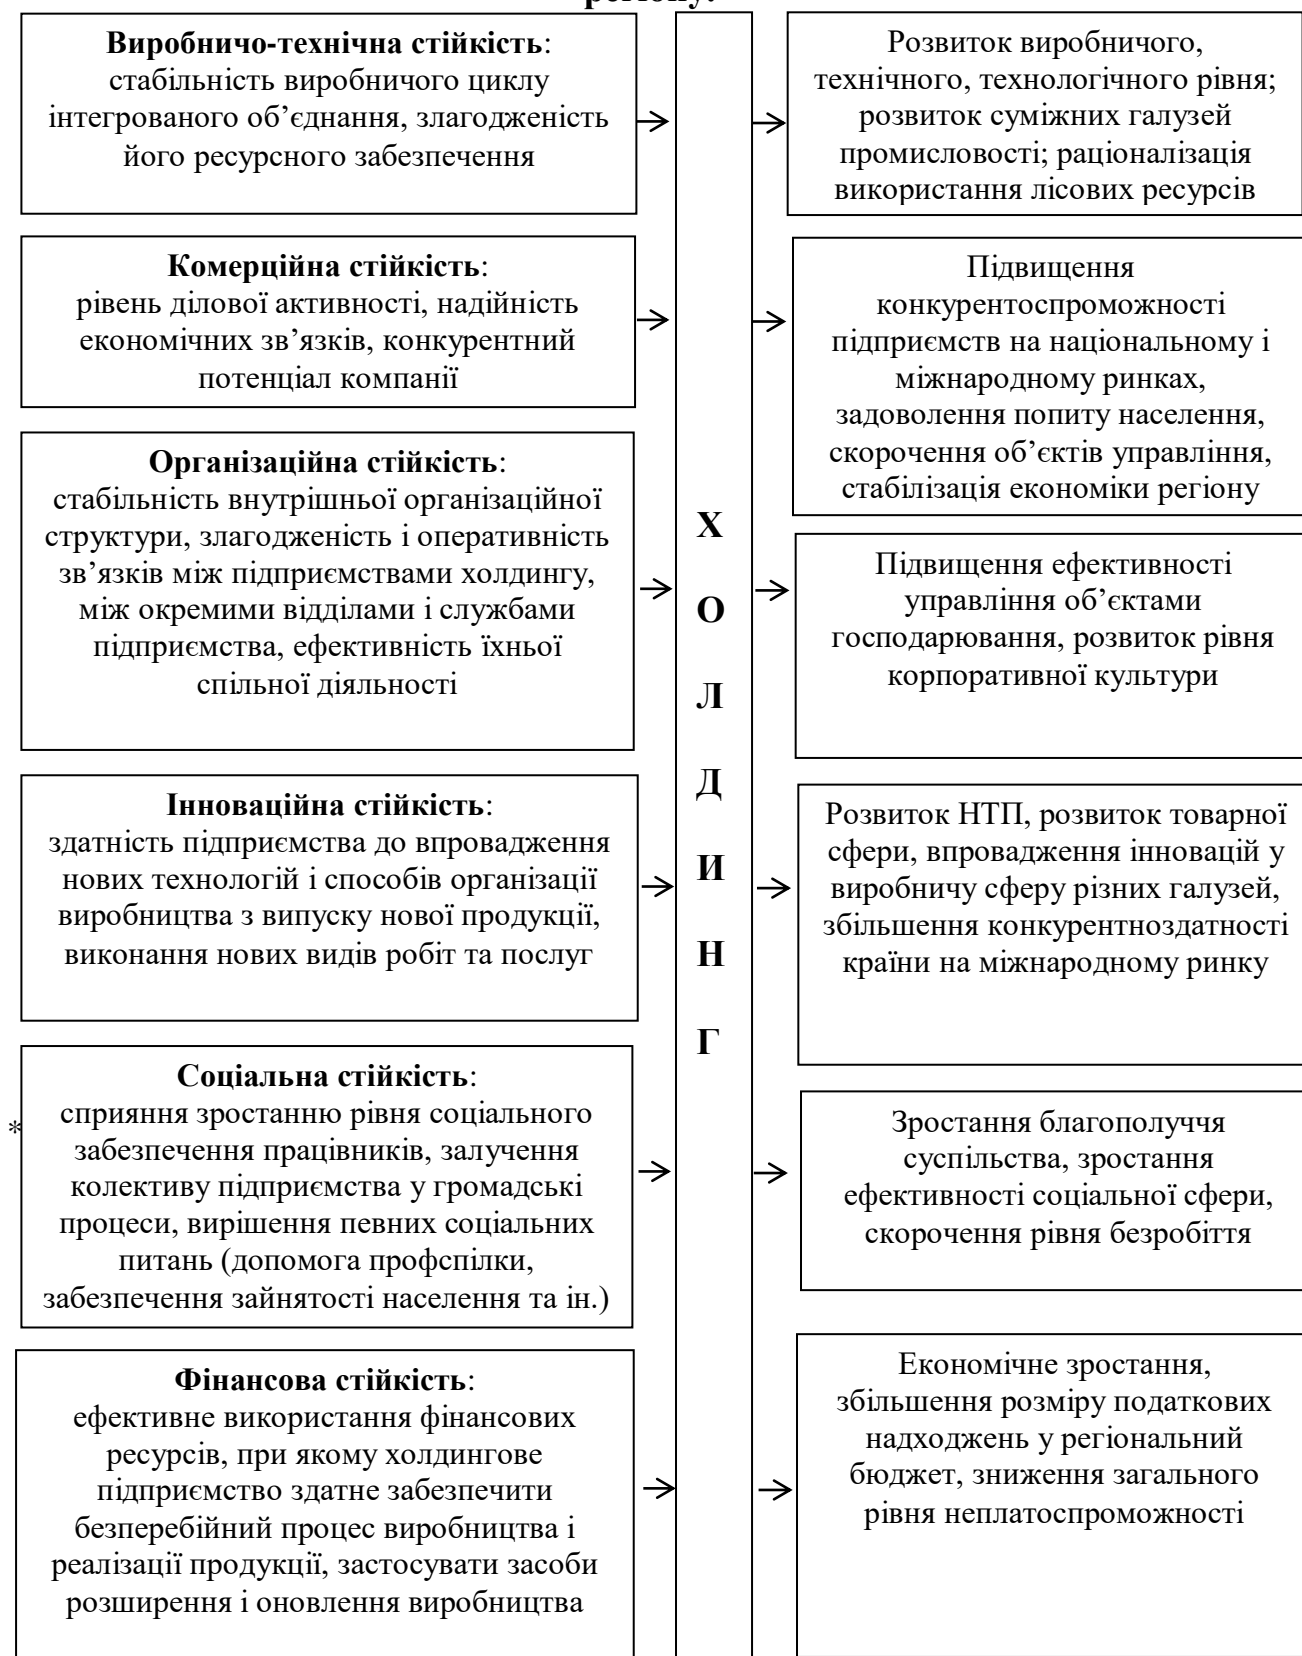 регіону.
Виробничо-технічна стійкість:
стабільність виробничого циклу
інтегрованого об’єднання, злагодженість
його ресурсного забезпечення
Розвиток виробничого,
технічного, технологічного рівня;
розвиток суміжних галузей
промисловості; раціоналізація
використання лісових ресурсів
Комерційна стійкість:
рівень ділової активності, надійність
економічних зв’язків, конкурентний
потенціал компанії
Підвищення
конкурентоспроможності
підприємств на національному і
міжнародному ринках,
задоволення попиту населення,
скорочення об’єктів управління,
стабілізація економіки регіону
Організаційна стійкість:
стабільність внутрішньої організаційної
структури, злагодженість і оперативність
зв’язків між підприємствами холдингу,
між окремими відділами і службами
підприємства, ефективність їхньої
спільної діяльності
Х
О
Л
Д
И
Н
Г
Підвищення ефективності
управління об’єктами
господарювання, розвиток рівня
корпоративної культури
Інноваційна стійкість:
здатність підприємства до впровадження
нових технологій і способів організації
виробництва з випуску нової продукції,
виконання нових видів робіт та послуг
Розвиток НТП, розвиток товарної
сфери, впровадження інновацій у
виробничу сферу різних галузей,
збільшення конкурентноздатності
країни на міжнародному ринку
*
Соціальна стійкість:
сприяння зростанню рівня соціального
забезпечення працівників, залучення
колективу підприємства у громадські
процеси, вирішення певних соціальних
питань (допомога профспілки,
забезпечення зайнятості населення та ін.)
Зростання благополуччя
суспільства, зростання
ефективності соціальної сфери,
скорочення рівня безробіття
Фінансова стійкість:
ефективне використання фінансових
ресурсів, при якому холдингове
підприємство здатне забезпечити
безперебійний процес виробництва і
реалізації продукції, застосувати засоби
розширення і оновлення виробництва
Економічне зростання,
збільшення розміру податкових
надходжень у регіональний
бюджет, зниження загального
рівня неплатоспроможності